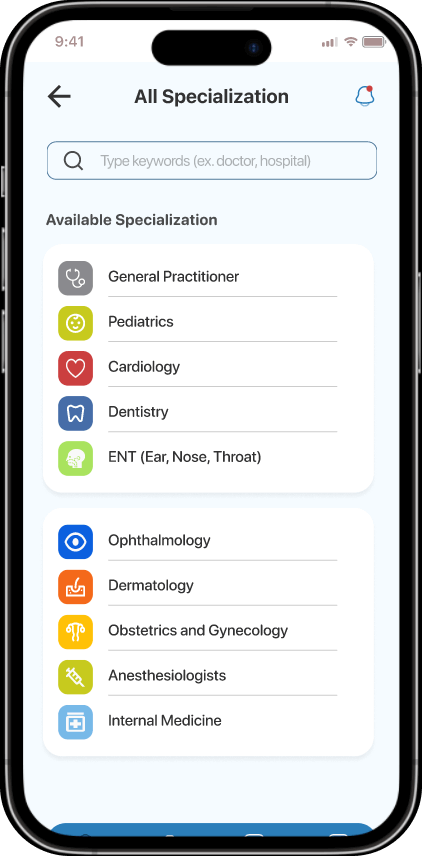 9:41
All Specialization
Type keywords (ex. doctor, hospital)
Available Specialization
General Practitioner
Pediatrics
Cardiology
Dentistry
ENT (Ear, Nose, Throat)
Ophthalmology
Dermatology
Obstetrics and Gynecology
Anesthesiologists
Internal Medicine